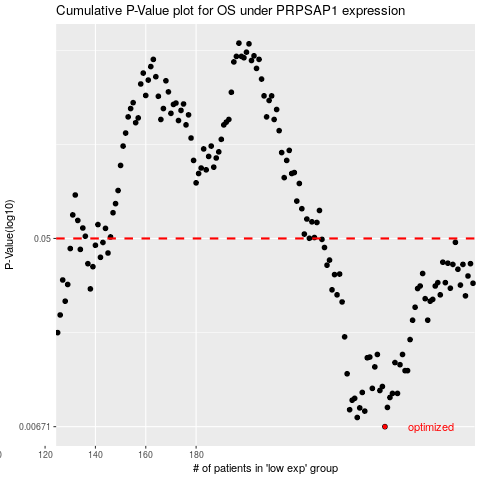 Cumulative P-Value plot for OS under PRPSAP1 expression
P-Value(log10)
0.05
0.00671
optimized
0 120 140 160 180
# of patients in 'low exp' group